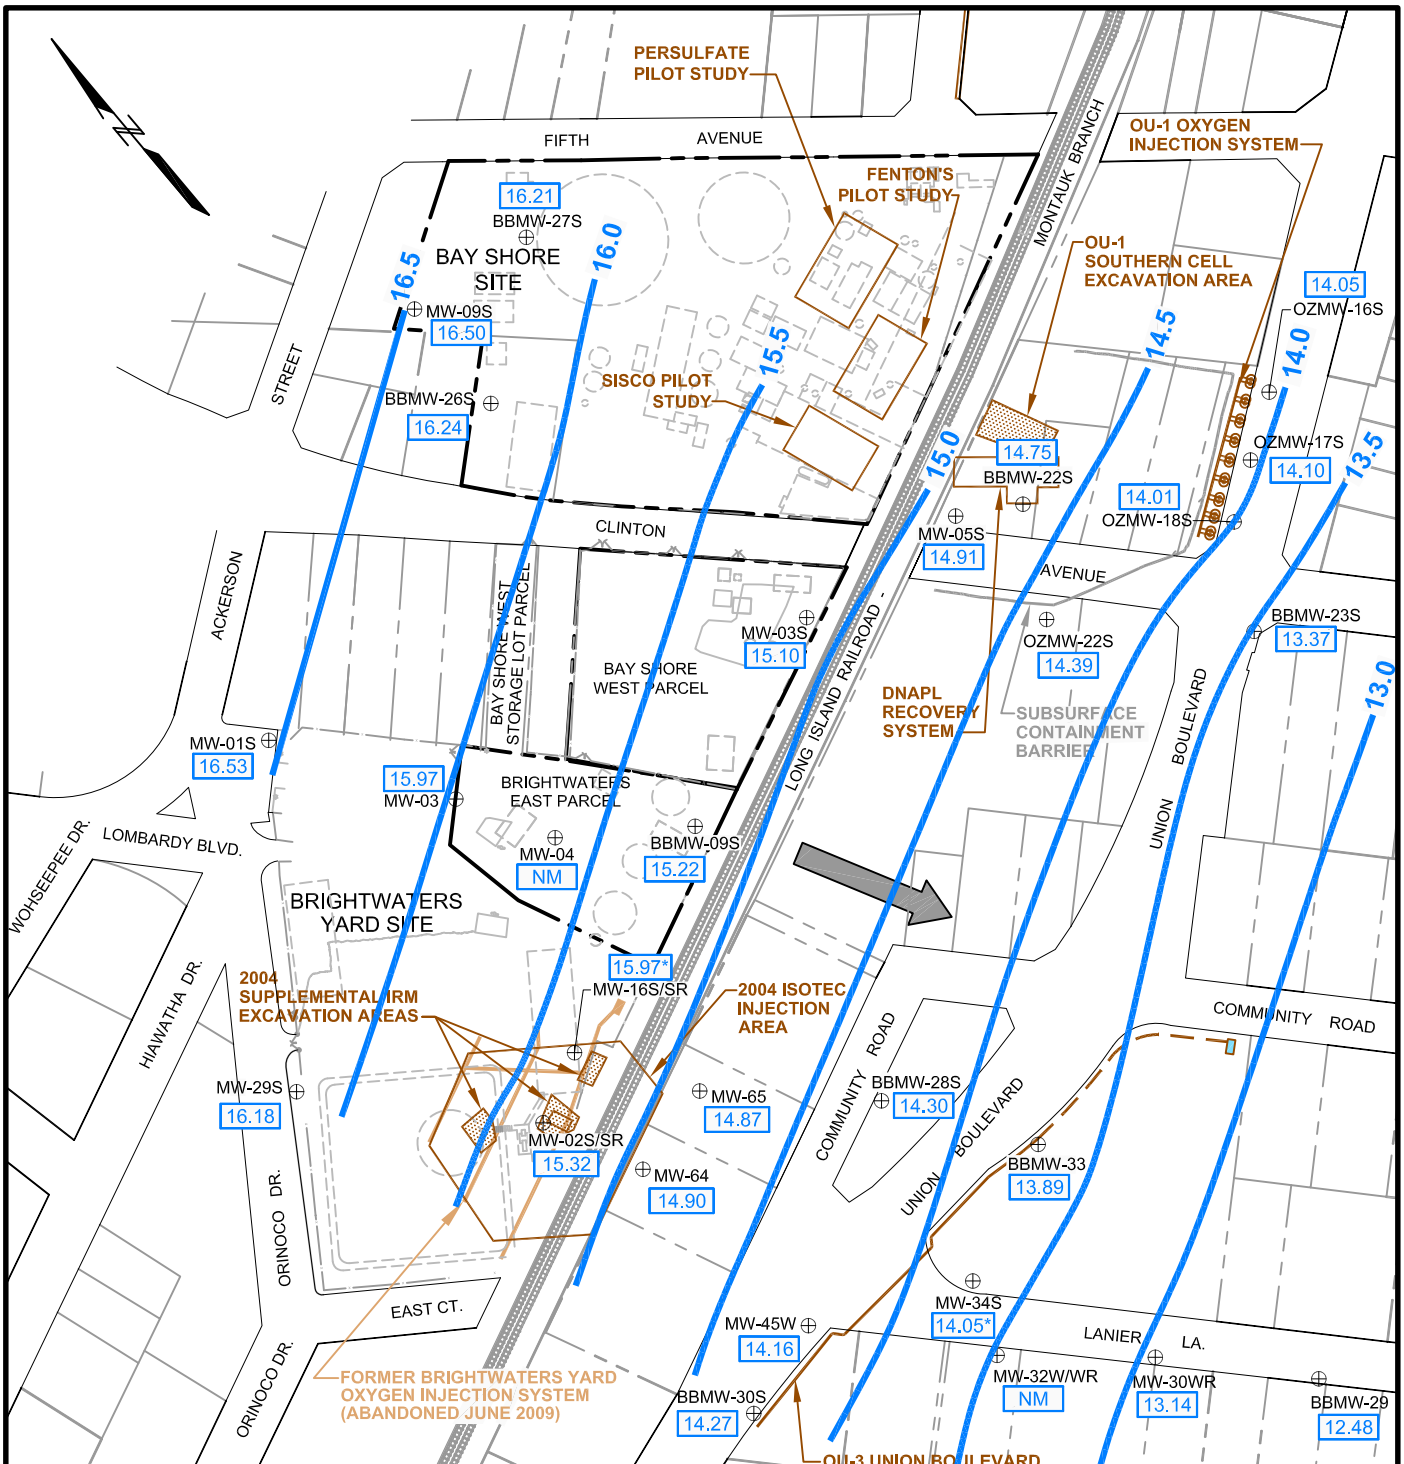 PERSULFATE
PILOT STUDY
MONTAUK BRANCH
OU-1 OXYGEN
INJECTION SYSTEM
FIFTH AVENUE
FENTON'S
PILOT STUDY
16.21
BBMW-27S
BAY SHORE
SITE
16.0
16.5
OU-1
SOUTHERN CELL
EXCAVATION AREA
14.05
OZMW-16S
MW-09S
16.50
14.5
14.0
15.5
STREET
SISCO PILOT
STUDY
BBMW-26S
16.24
15.0
14.75
BBMW-22S
OZMW-17S
14.10
13.5
14.01
OZMW-18S
CLINTON
AVENUE
MW-05S
14.91
ACKERSON
BAY SHORE WEST
STORAGE LOT PARCEL
MW-03S
15.10
BAY SHORE
WEST PARCEL
OZMW-22S
14.39
BBMW-23S
13.37
13.0
LONG ISLAND RAILROAD -
DNAPL
RECOVERY
SYSTEM
SUBSURFACE
CONTAINMENT
BARRIER
UNION BOULEVARD
MW-01S
16.53
15.97
MW-03
BRIGHTWATERS
EAST PARCEL
LOMBARDY BLVD.
WOHSEEPEE DR.
MW-04
NM
BBMW-09S
15.22
BRIGHTWATERS
YARD SITE
HIAWATHA DR.
15.97*
MW-16S/SR
2004
SUPPLEMENTAL IRM
EXCAVATION AREAS
2004 ISOTEC
INJECTION
AREA
COMMUNITY ROAD
COMMUNITY ROAD
MW-29S
16.18
MW-65
14.87
BBMW-28S
14.30
UNION BOULEVARD
MW-02S/SR
15.32
MW-64
14.90
BBMW-33
13.89
ORINOCO DR.
EAST CT.
MW-34S
14.05*
MW-45W
14.16
LANIER LA.
ORINOCO DR.
FORMER BRIGHTWATERS YARD
OXYGEN INJECTION SYSTEM
(ABANDONED JUNE 2009)
MW-32W/WR
NM
MW-30WR
13.14
BBMW-29
12.48
BBMW-30S
14.27
OU-3 UNION BOULEVARD
N